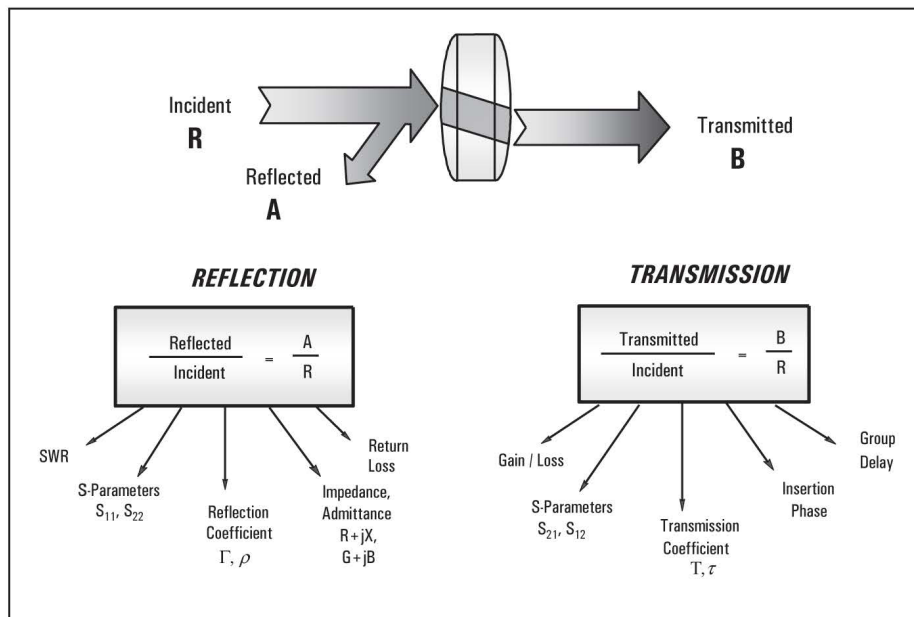 Incident
R
Reflected
A
Transmitted
B
REFLECTION
Reflected
Incident
=
A
R
SWR
S-Parameters
S₁₁, S₂₂
Reflection
Coefficient
Γ, ρ
Impedance,
Admittance
R+jX,
G+jB
Return
Loss
TRANSMISSION
Transmitted
Incident
=
B
R
Gain / Loss
S-Parameters
S₂₁, S₁₂
Transmission
Coefficient
T, τ
Insertion
Phase
Group
Delay